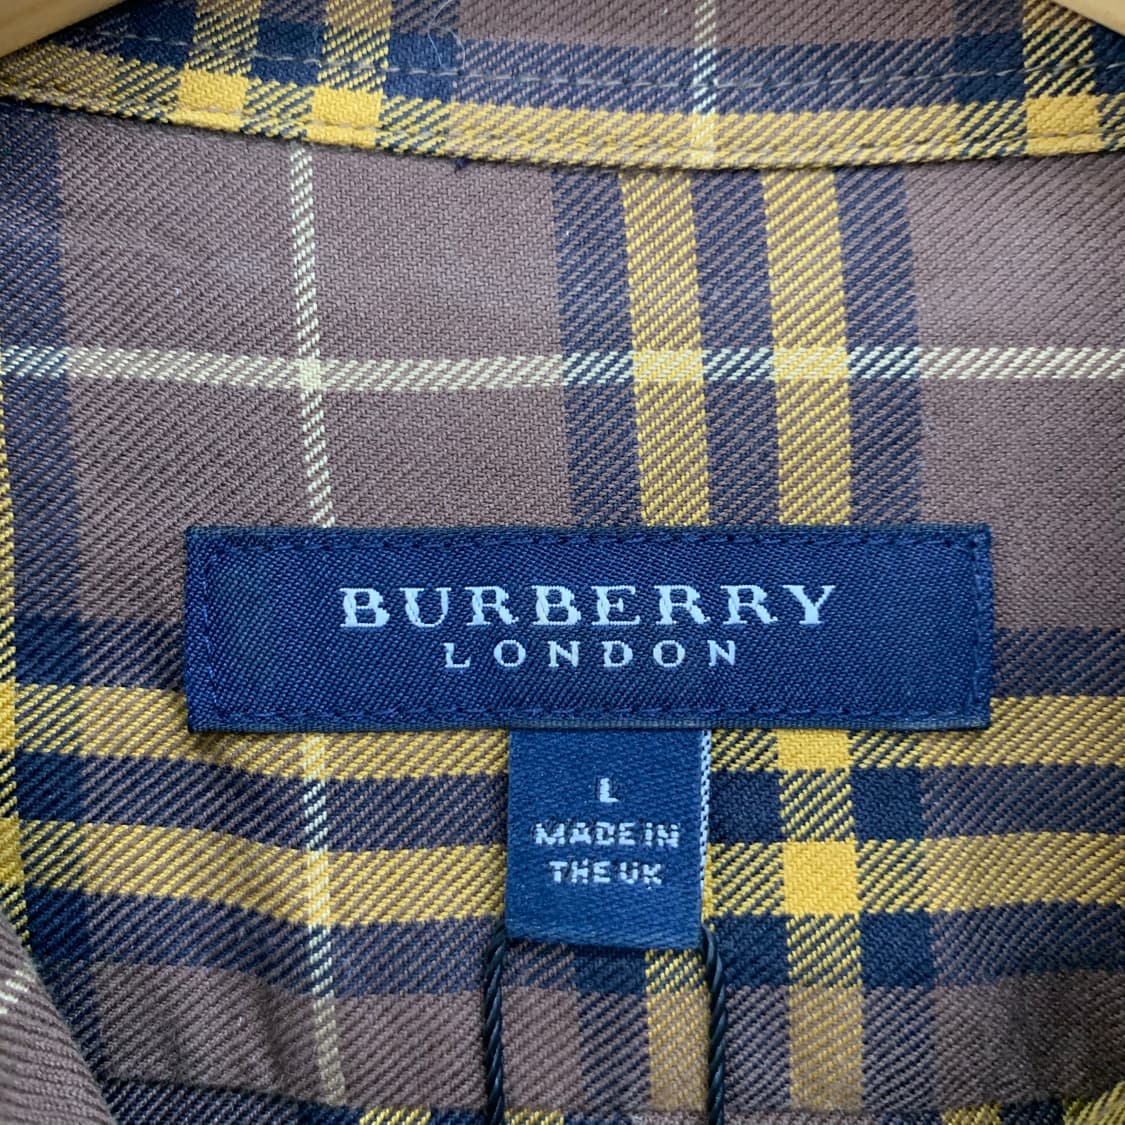 BURBERRY
LONDON
L
MADE IN
THE UK